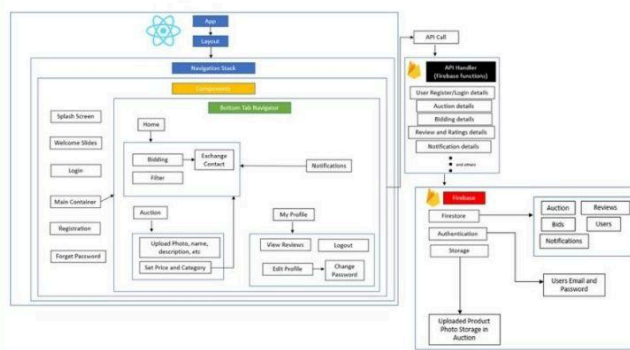 App
Layout
Navigation Stack
Components
Bottom Tab Navigator
Splash Screen
Welcome Slides
Login
Main Container
Registration
Forget Password
Home
Bidding
Filter
Exchange
Contact
Notifications
Auction
Upload Photo, name,
description, etc
Set Price and Category
My Profile
View Reviews
Logout
Edit Profile
Change
Password
API Call
API Handler
(Firebase functions)
User Register/Login details
Auction details
Bidding details
Review and Ratings details
Notification details
and others
Firebase
Firestore
Authentication
Storage
Auction
Reviews
Bids
Users
Notifications
Users Email and
Password
Uploaded Product
Photo Storage in
Auction